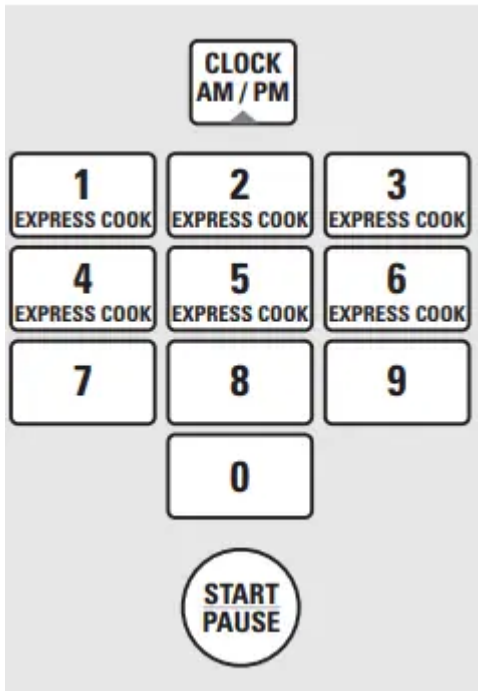 CLOCK
AM / PM
1 2 3
EXPRESS COOK EXPRESS COOK EXPRESS COOK
4 5 6
EXPRESS COOK EXPRESS COOK EXPRESS COOK
7 8 9
0
START
PAUSE